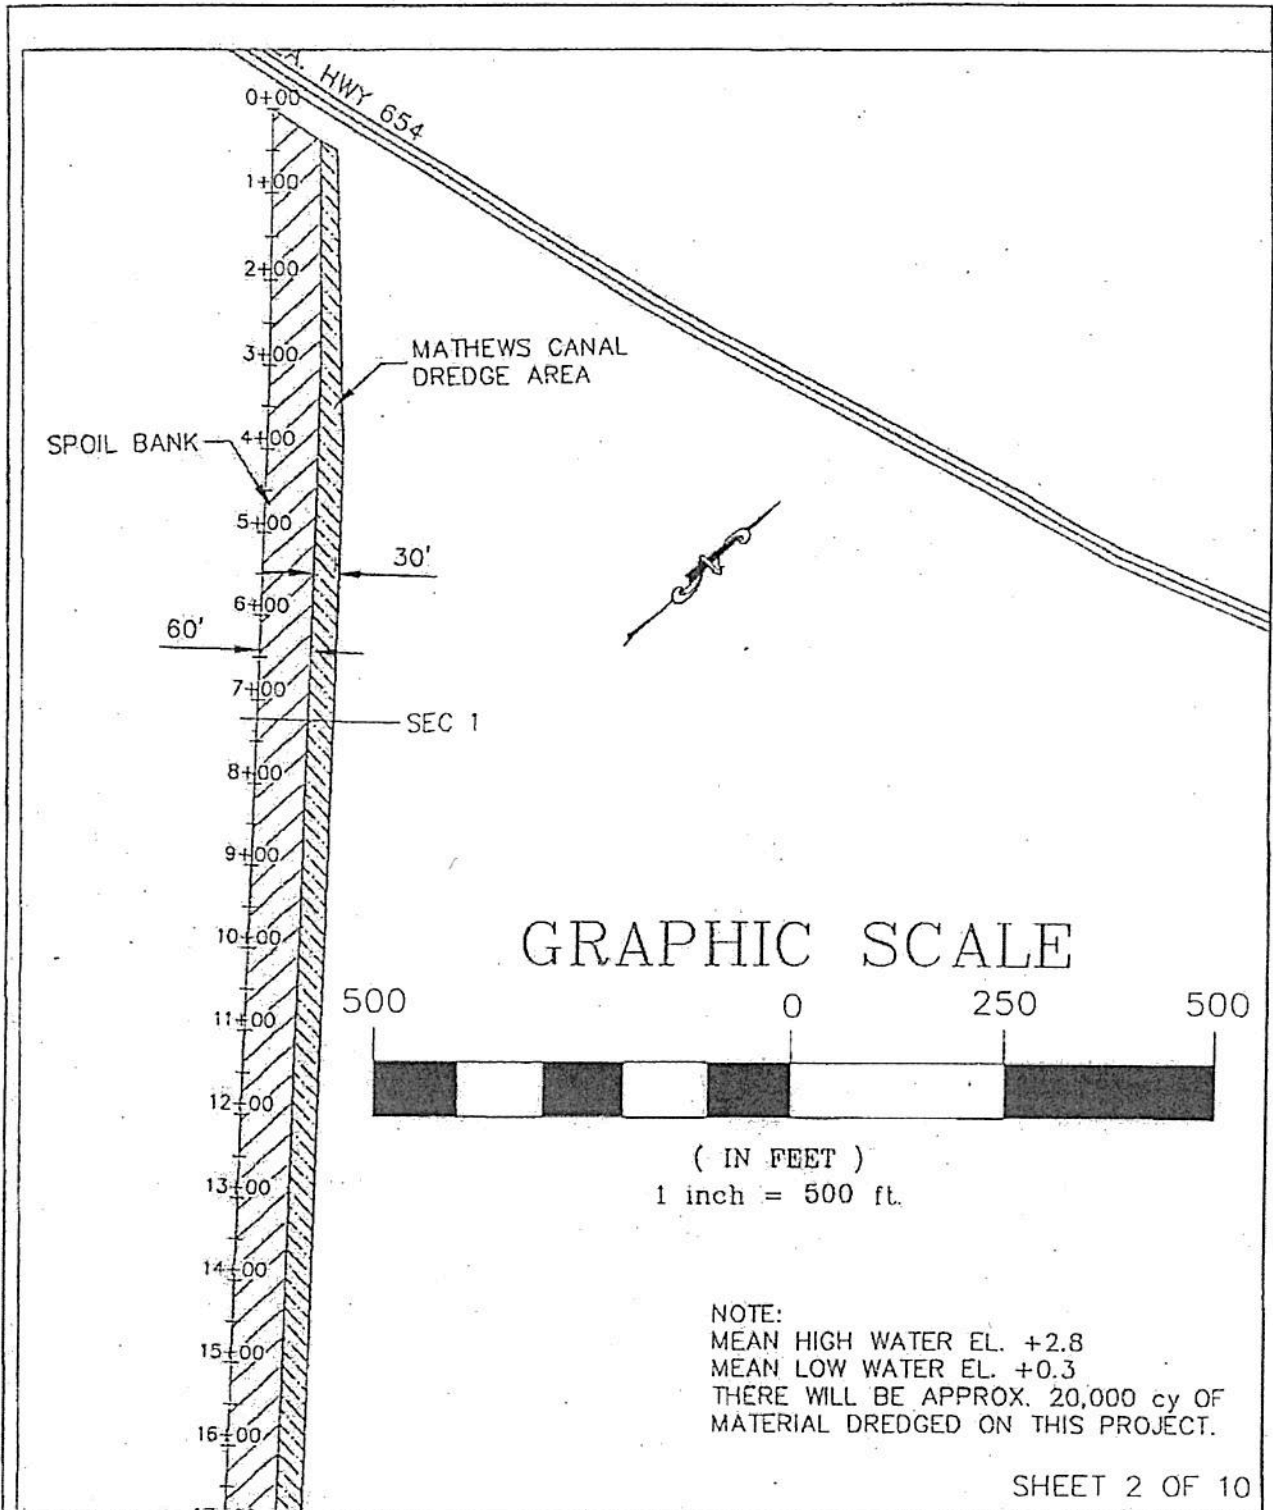 LA. HWY 654
0+00
1+00
2+00
3+00
MATHEWS CANAL
DREDGE AREA
4+00
SPOIL BANK
5+00
30'
6+00
60'
7+00
SEC 1
8+00
9+00
GRAPHIC SCALE
10+00
500 0 250 500
11+00
12+00
( IN FEET )
13+00
1 inch = 500 ft.
14+00
NOTE:
MEAN HIGH WATER EL. +2.8
15+00
MEAN LOW WATER EL. +0.3
THERE WILL BE APPROX. 20,000 cy OF
MATERIAL DREDGED ON THIS PROJECT.
16+00
SHEET 2 OF 10